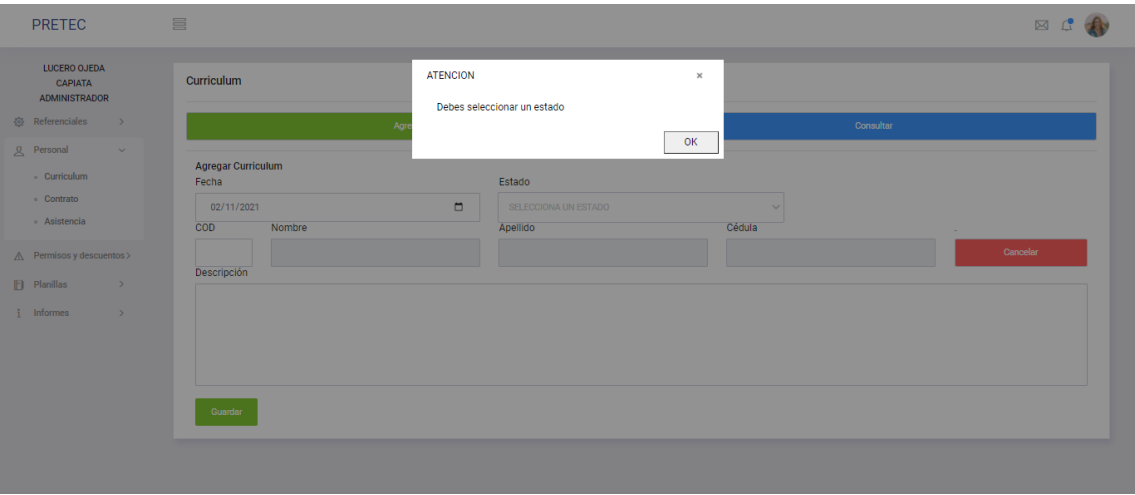 PRETEC
LUCERO OJEDA
CAPIATA
ADMINISTRADOR
Referenciales
Personal
Curriculum
Contrato
Asistencia
Permisos y descuentos
Planillas
Informes
Curriculum
ATENCION
Debes seleccionar un estado
OK
Agre
Consultar
Agregar Curriculum
Fecha
Estado
02/11/2021
SELECCIONA UN ESTADO
COD
Nombre
Apellido
Cédula
.
Cancelar
Descripción
Guardar